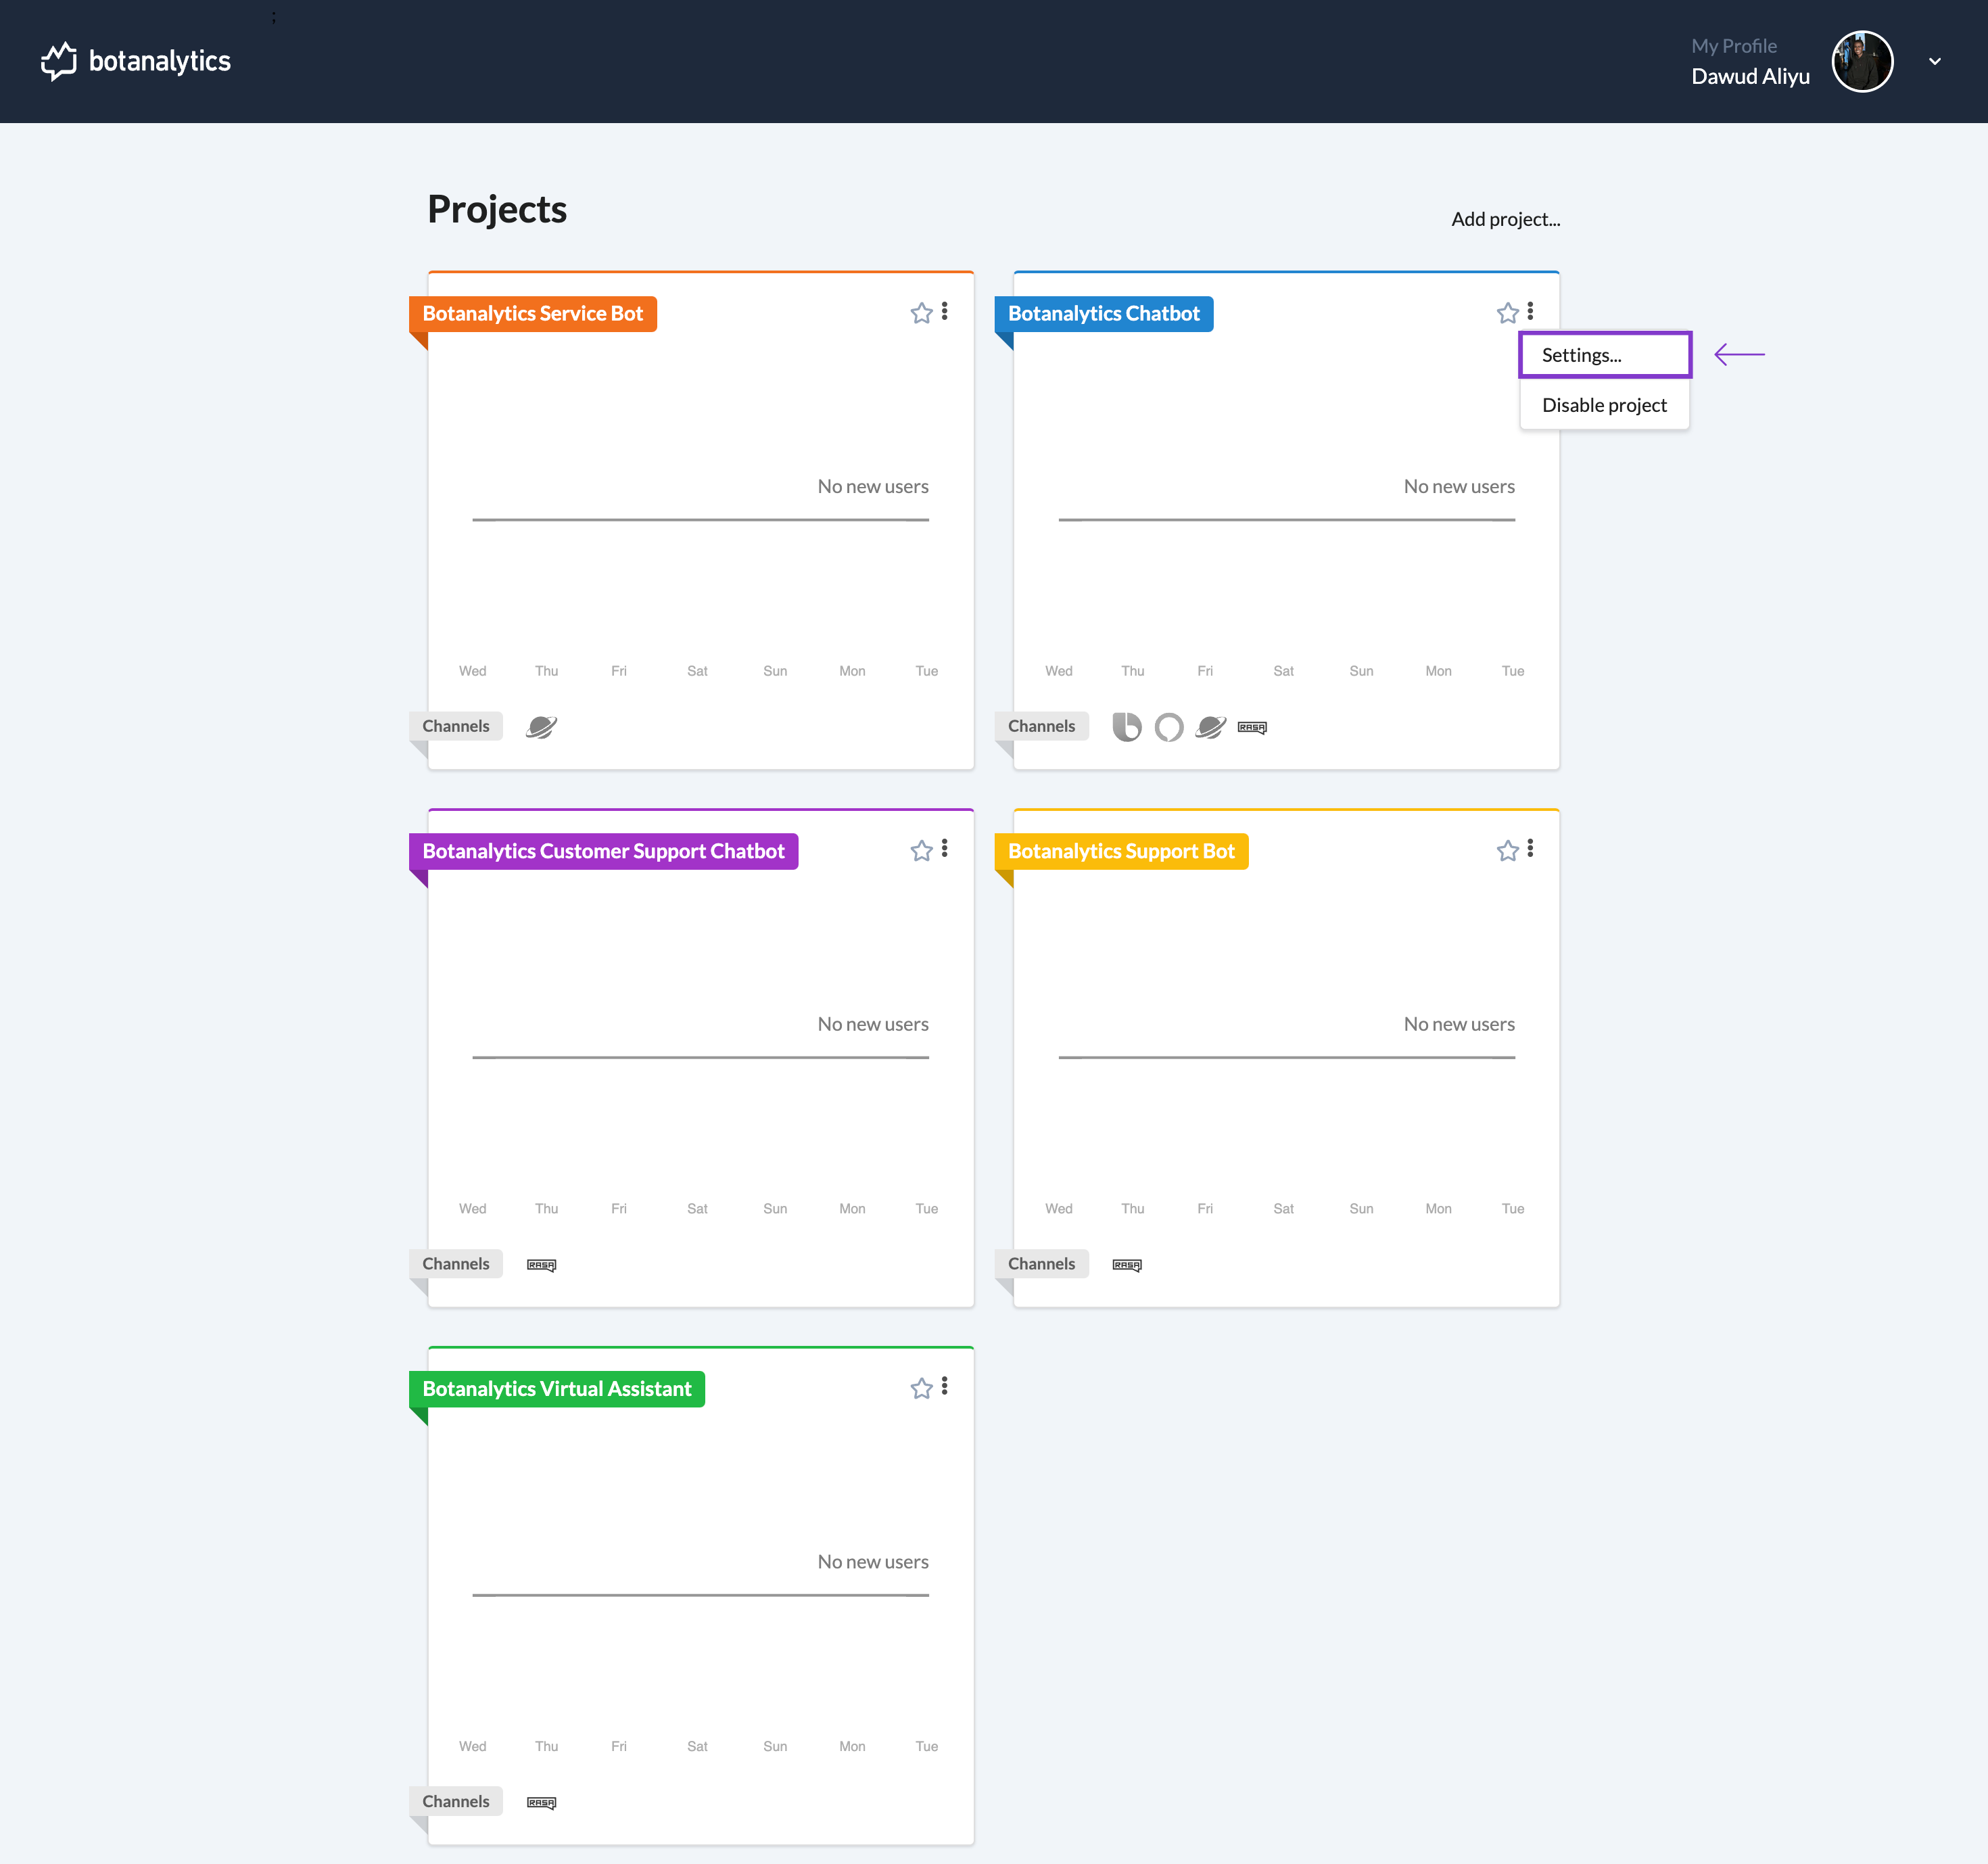 ;
botanalytics
My Profile
Dawud Aliyu
Projects
Add project...
Botanalytics Service Bot
No new users
Wed Thu Fri Sat Sun Mon Tue
Channels
Botanalytics Chatbot
Settings...
Disable project
No new users
Wed Thu Fri Sat Sun Mon Tue
Channels
RASA
Botanalytics Customer Support Chatbot
No new users
Wed Thu Fri Sat Sun Mon Tue
Channels
RASA
Botanalytics Support Bot
No new users
Wed Thu Fri Sat Sun Mon Tue
Channels
RASA
Botanalytics Virtual Assistant
No new users
Wed Thu Fri Sat Sun Mon Tue
Channels
RASA